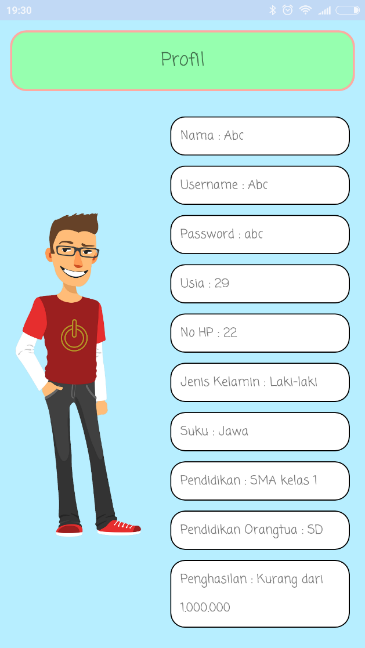 19:30
Profil
Nama : Abc
Username : Abc
Password : abc
Usia : 29
No HP : 22
Jenis Kelamin : Laki-laki
Suku : Jawa
Pendidikan : SMA kelas 1
Pendidikan Orangtua : SD
Penghasilan : Kurang dari
1.000.000